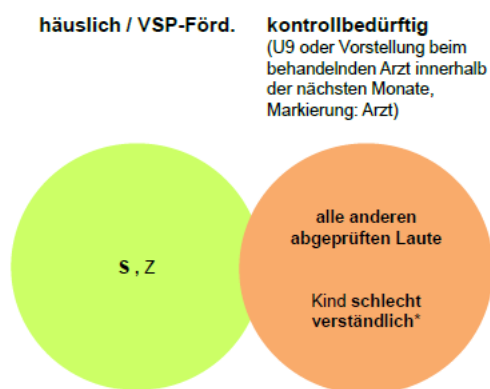 häuslich / VSP-Förd.
kontrollbedürftig
(U9 oder Vorstellung beim
behandelnden Arzt innerhalb
der nächsten Monate,
Markierung: Arzt)
s , Z
alle anderen
abgeprüften Laute
Kind schlecht
verständlich*